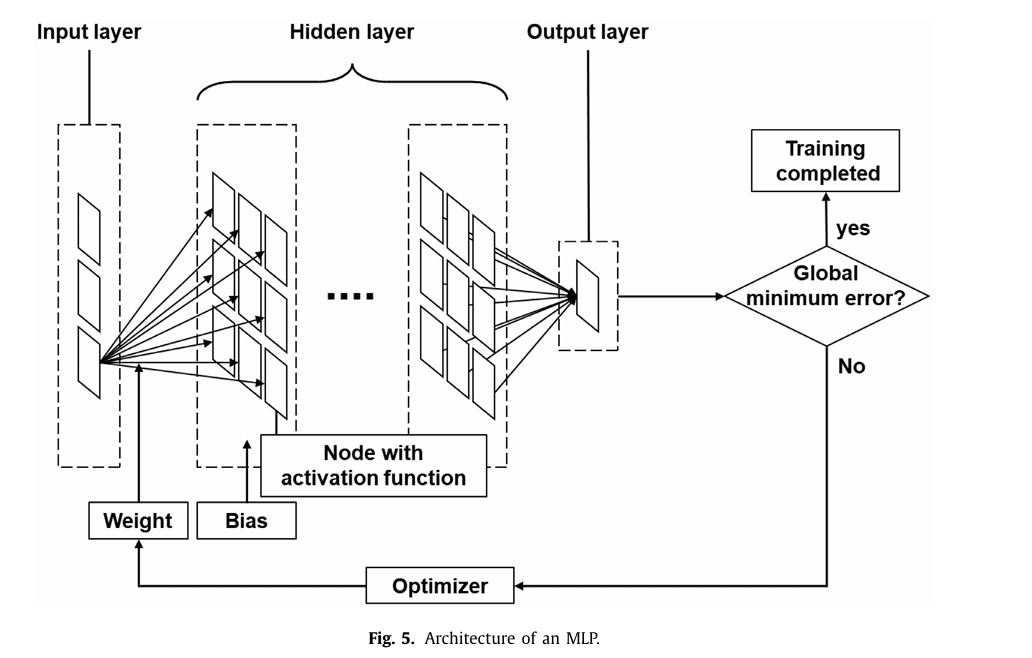 Input layer
Hidden layer
Output layer
Training
completed
yes
Global
minimum error?
No
Node with
activation function
Weight
Bias
Optimizer
Fig. 5. Architecture of an MLP.